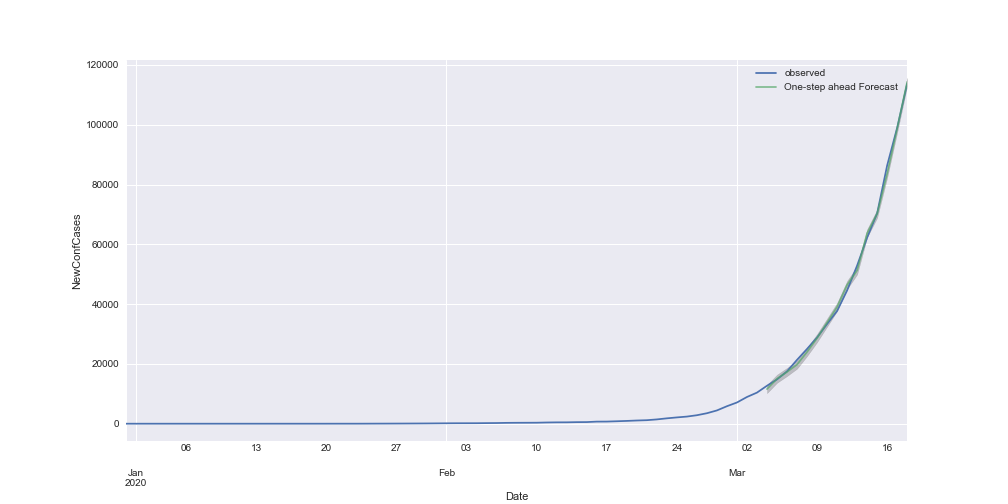 observed
One-step ahead Forecast
120000
100000
80000
60000
40000
20000
0
NewConfCases
06 13 20 27 03 10 17 24 02 09 16
Jan Feb Mar
2020
Date